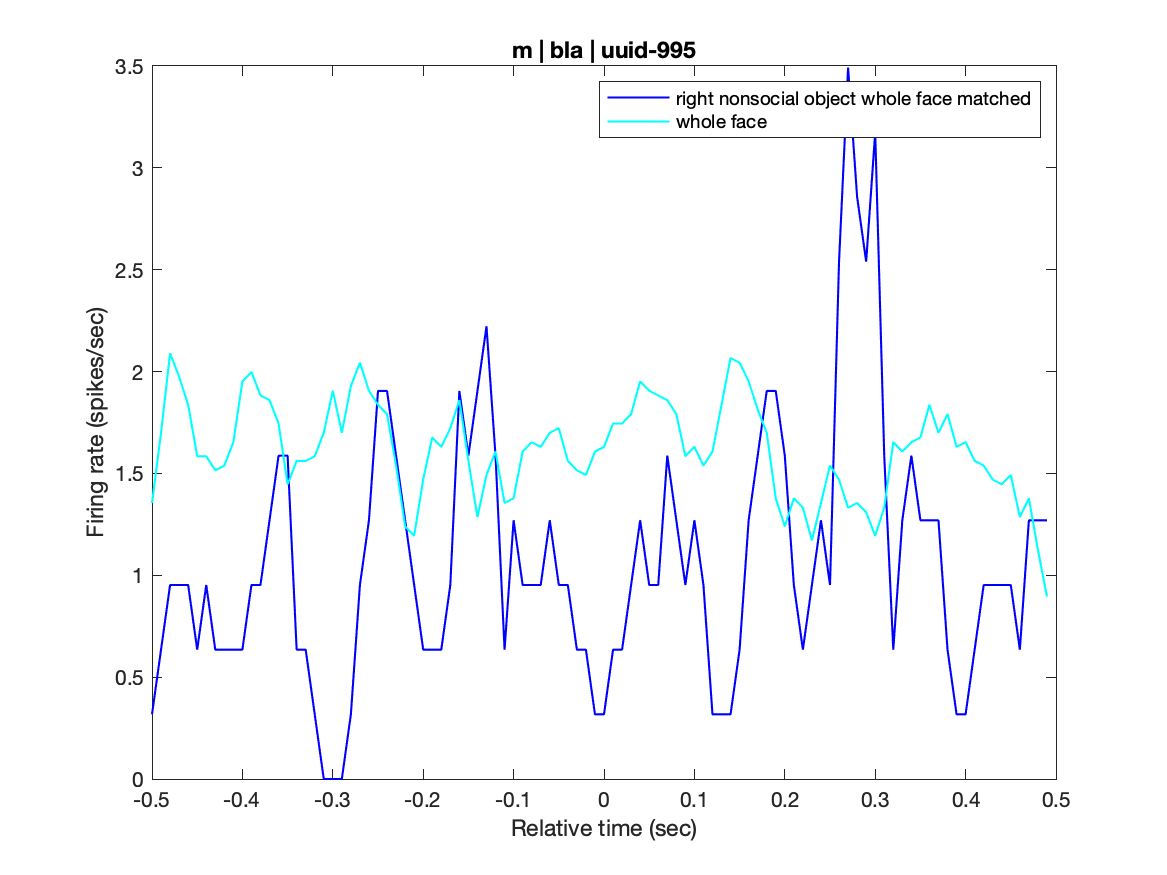 m | bla | uuid-995
right nonsocial object whole face matched
whole face
Firing rate (spikes/sec)
3.5
3
2.5
2
1.5
1
0.5
0
-0.5 -0.4 -0.3 -0.2 -0.1 0 0.1 0.2 0.3 0.4 0.5
Relative time (sec)